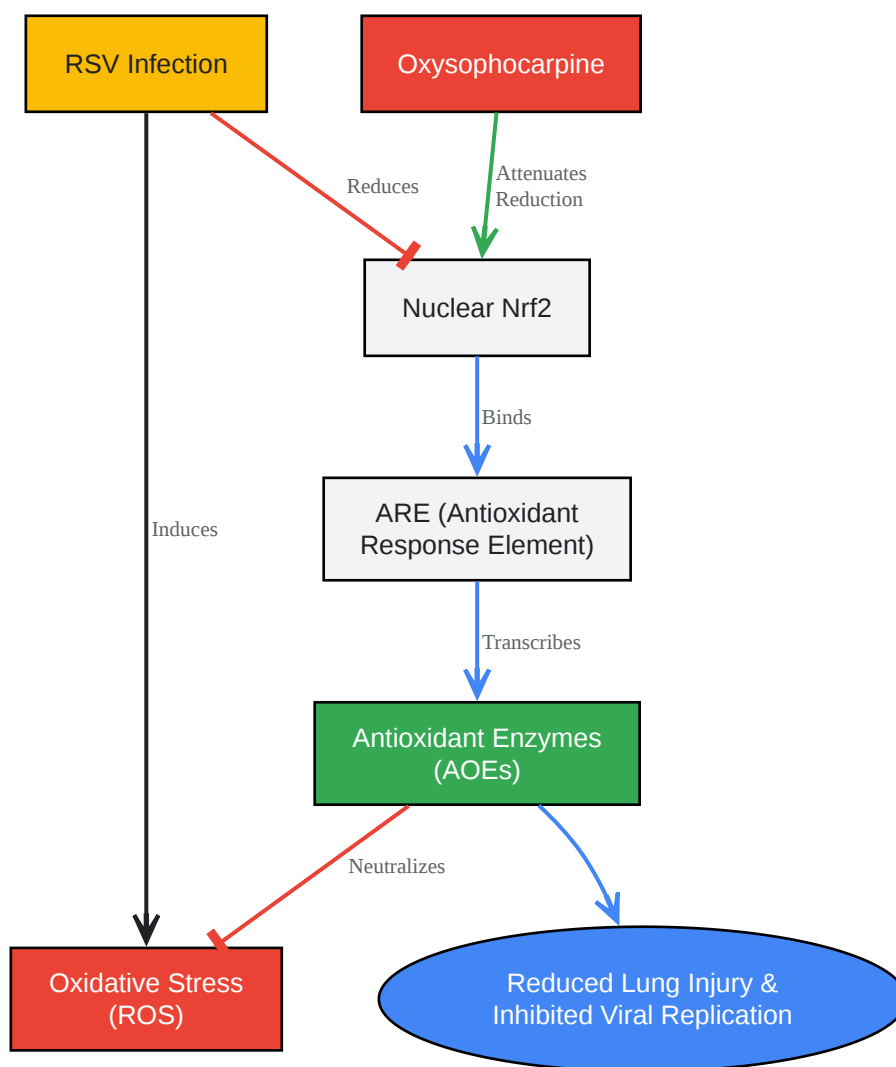 RSV Infection
Oxysophocarpine
Reduces
Attenuates
Reduction
Nuclear Nrf2
Binds
ARE (Antioxidant
Response Element)
Induces
Transcribes
Antioxidant Enzymes
(AOEs)
Neutralizes
Oxidative Stress
(ROS)
Reduced Lung Injury &
Inhibited Viral Replication